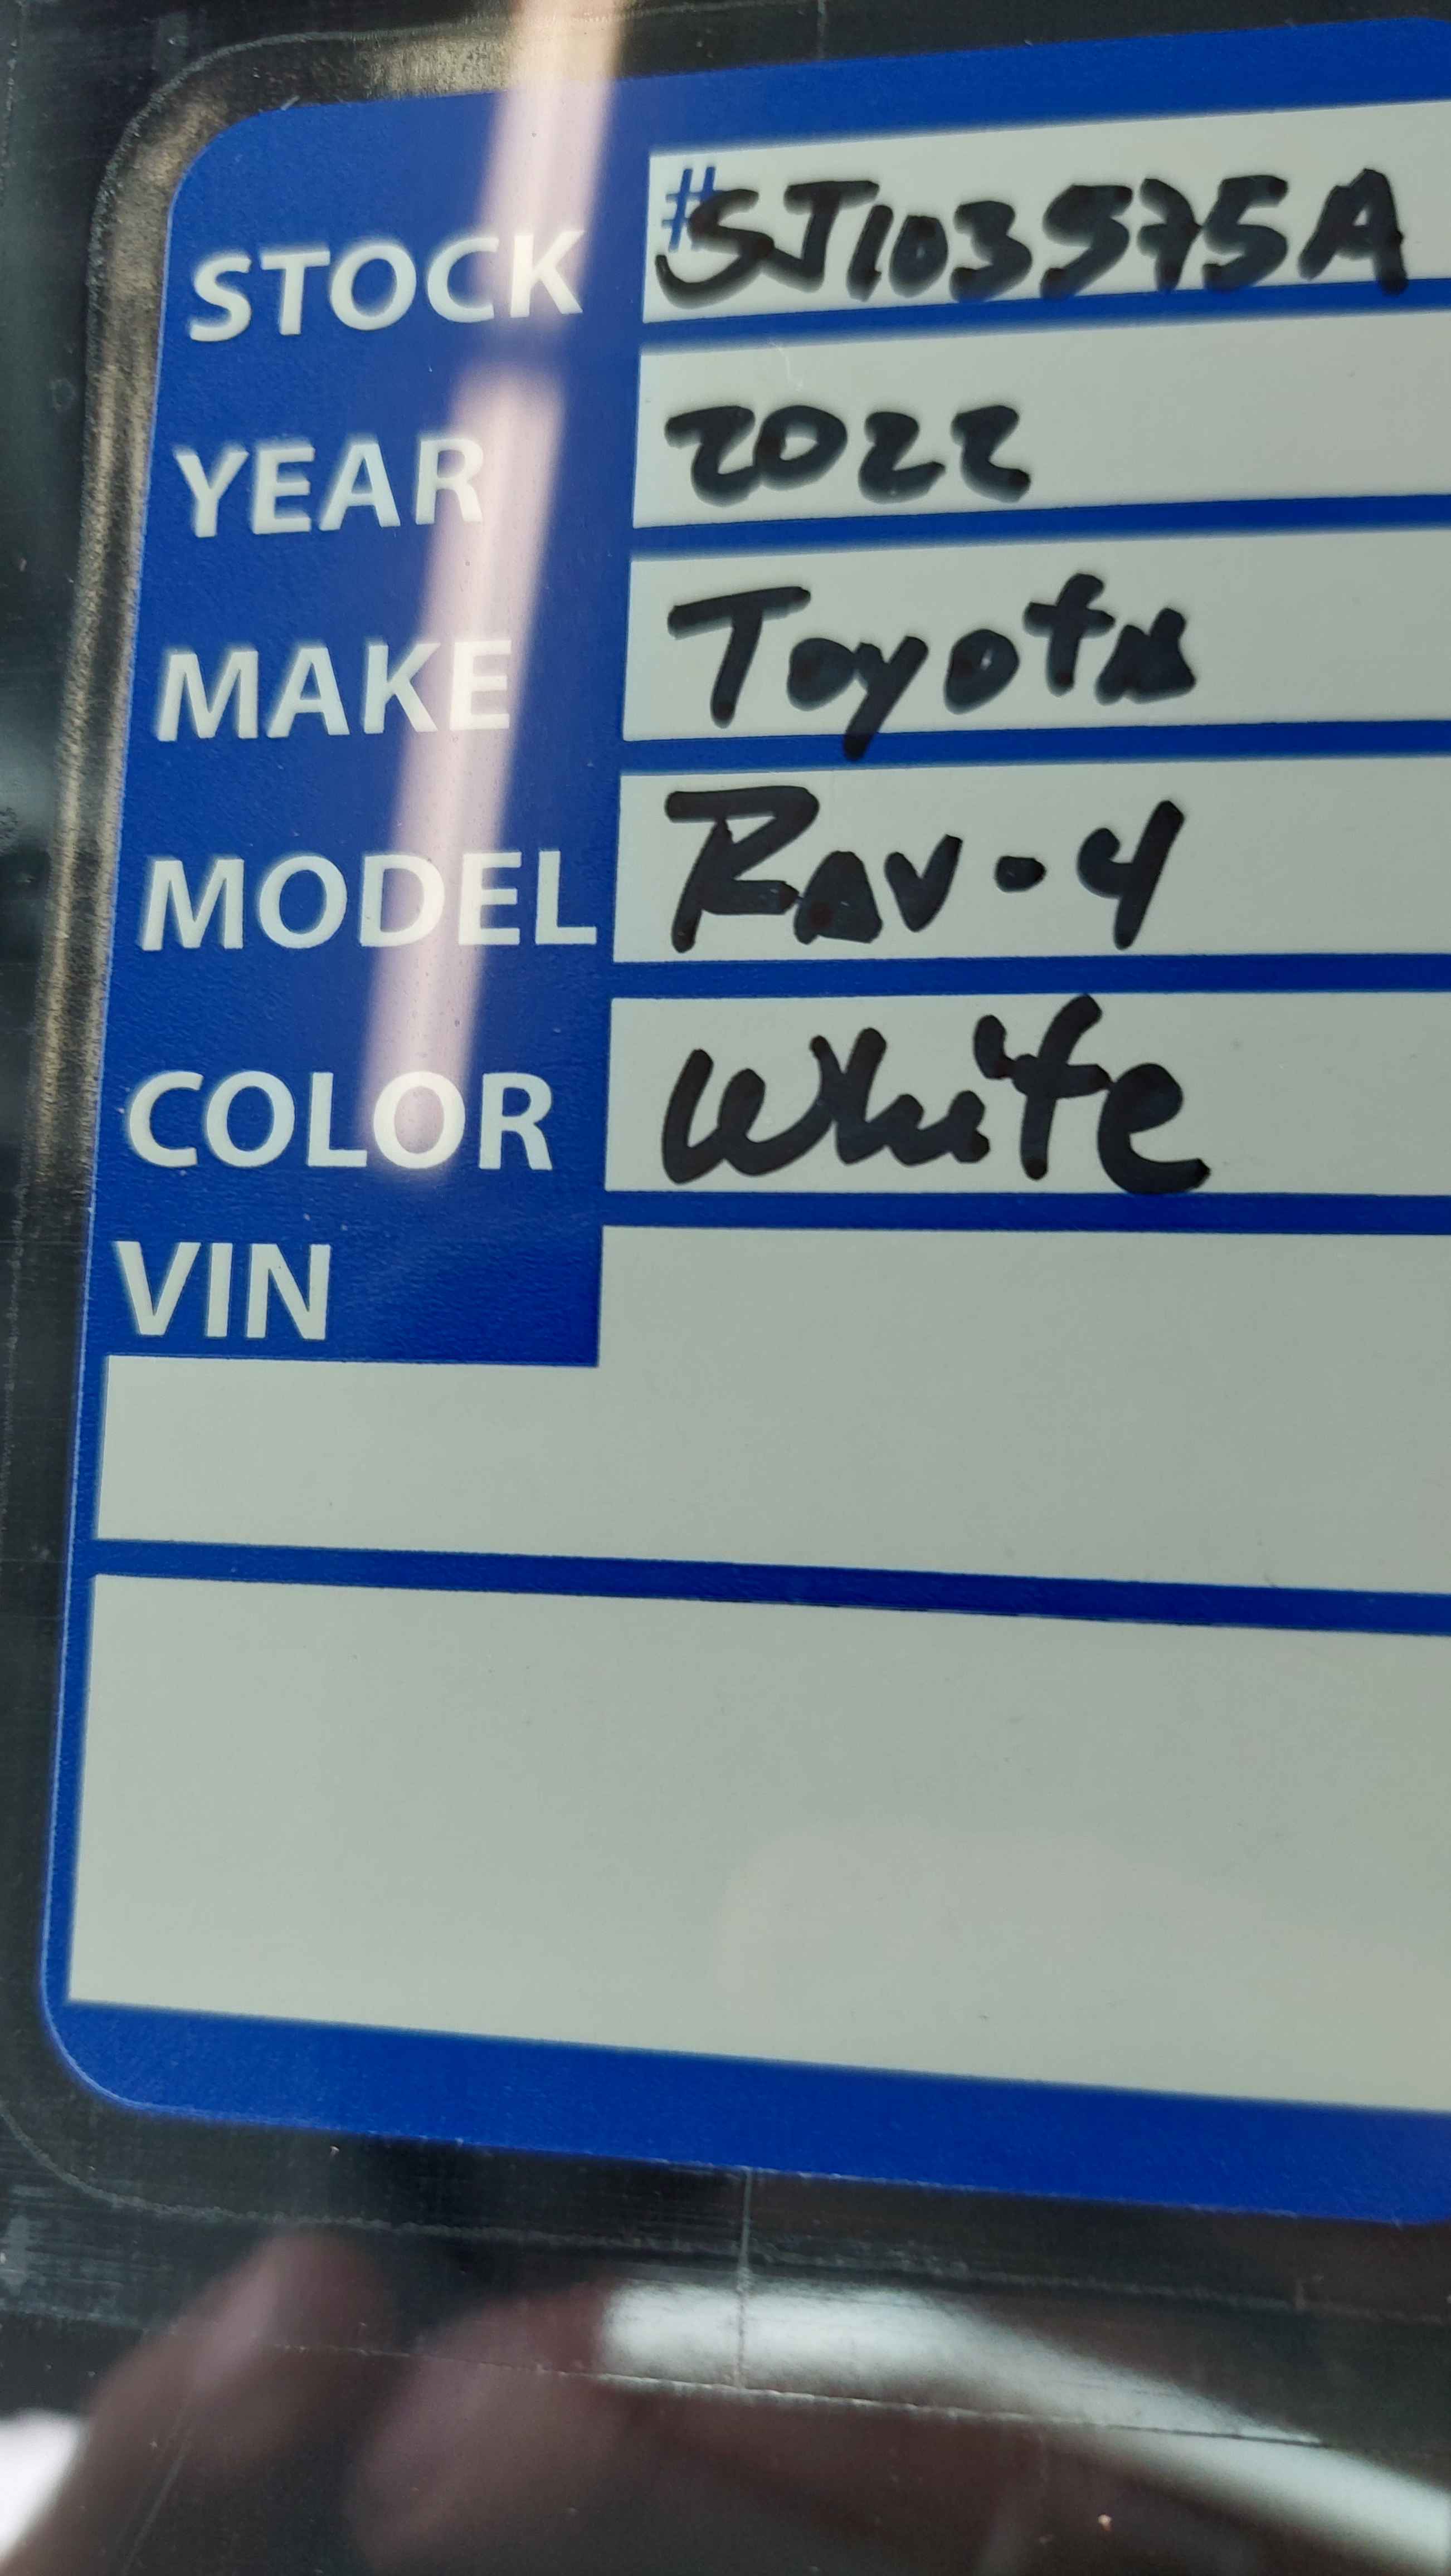 STOCK #SJ103575A
YEAR 2022
MAKE Toyota
MODEL Rav-4
COLOR White
VIN